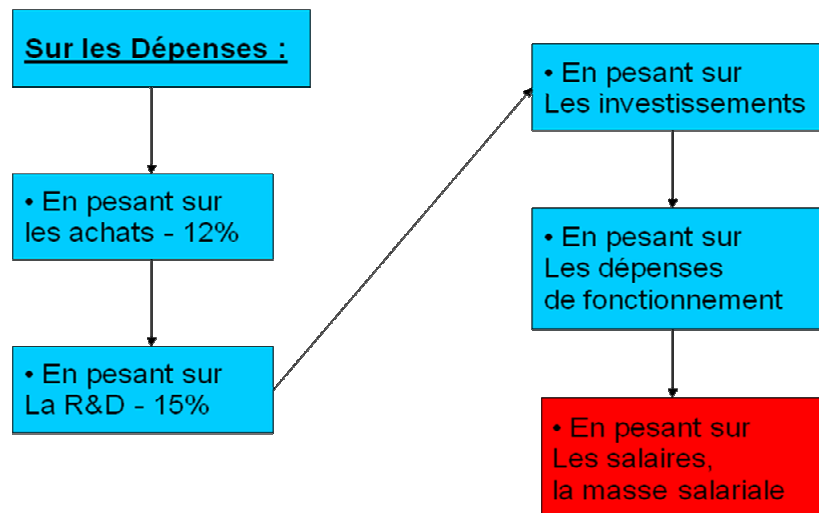 Sur les Dépenses :
• En pesant sur
les achats - 12%
• En pesant sur
La R&D - 15%
• En pesant sur
Les investissements
• En pesant sur
Les dépenses
de fonctionnement
• En pesant sur
Les salaires,
la masse salariale